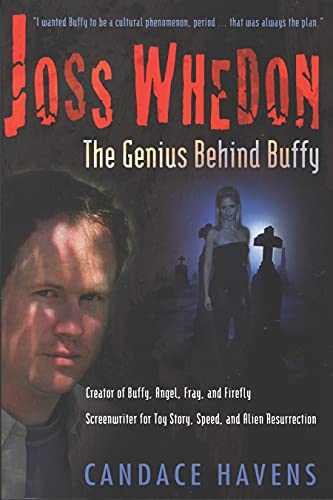 "I wanted Buffy to be a cultural phenomenon, period ... that was always the plan."
JOSS WHEDON
The Genius Behind Buffy
Creator of Buffy, Angel, Fray, and Firefly
Screenwriter for Toy Story, Speed, and Alien Resurrection
CANDACE HAVENS